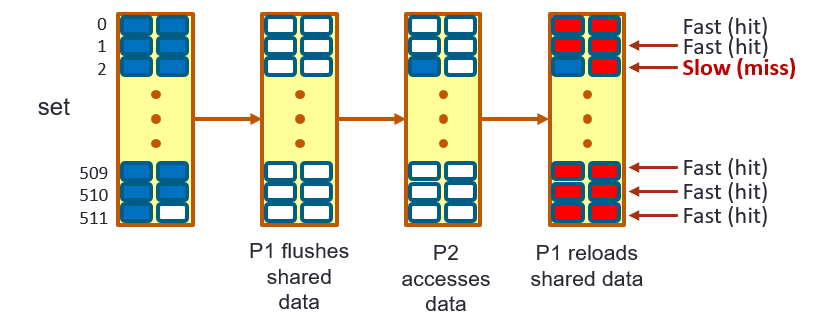 0
1
2
set
509
510
511
P1 flushes
shared
data
P2
accesses
data
P1 reloads
shared data
Fast (hit)
Fast (hit)
Slow (miss)
Fast (hit)
Fast (hit)
Fast (hit)